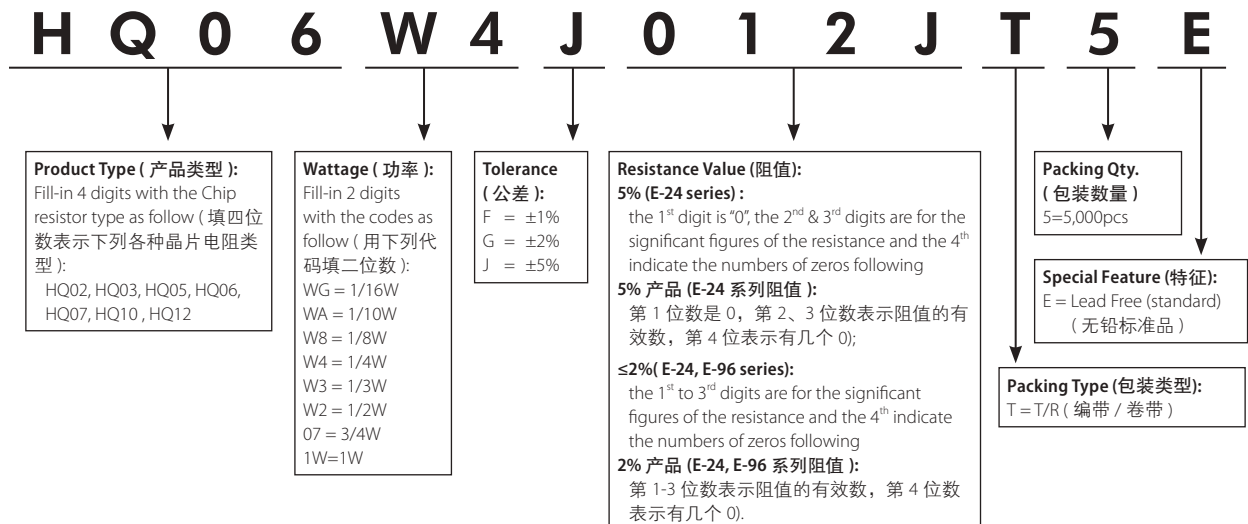 H Q 0 6 W 4 J 0 1 2 J T 5 E
Product Type ( 产品类型 ):
Fill-in 4 digits with the Chip
resistor type as follow ( 填四位
数表示下列各种晶片电阻类
型 ):
HQ02, HQ03, HQ05, HQ06,
HQ07, HQ10 , HQ12
Wattage ( 功率 ):
Fill-in 2 digits
with the codes as
follow ( 用下列代
码填二位数 ):
WG = 1/16W
WA = 1/10W
W8 = 1/8W
W4 = 1/4W
W3 = 1/3W
W2 = 1/2W
07 = 3/4W
1W=1W
Tolerance
( 公差 ):
F = ±1%
G = ±2%
J = ±5%
Resistance Value (阻值):
5% (E-24 series) :
the 1st digit is "0", the 2nd & 3rd digits are for the
significant figures of the resistance and the 4th
indicate the numbers of zeros following
5% 产品 (E-24 系列阻值 ):
第 1 位数是 0，第 2、3 位数表示阻值的有
效数，第 4 位表示有几个 0);
≤2%( E-24, E-96 series):
the 1st to 3rd digits are for the significant
figures of the resistance and the 4th indicate
the numbers of zeros following
2% 产品 (E-24, E-96 系列阻值 ):
第 1-3 位数表示阻值的有效数，第 4 位数
表示有几个 0).
Packing Qty.
( 包装数量 )
5=5,000pcs
Special Feature (特征):
E = Lead Free (standard)
( 无铅标准品 )
Packing Type (包装类型):
T = T/R ( 编带 / 卷带 )